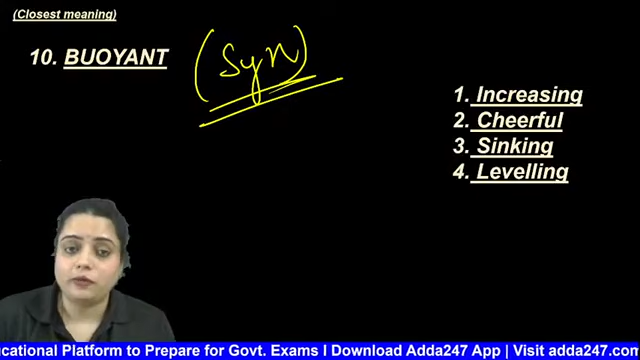 (Closest meaning)
10. BUOYANT
(Syn)
1. Increasing
2. Cheerful
3. Sinking
4. Levelling
ucational Platform to Prepare for Govt. Exams I Download Adda247 App | Visit adda247.com